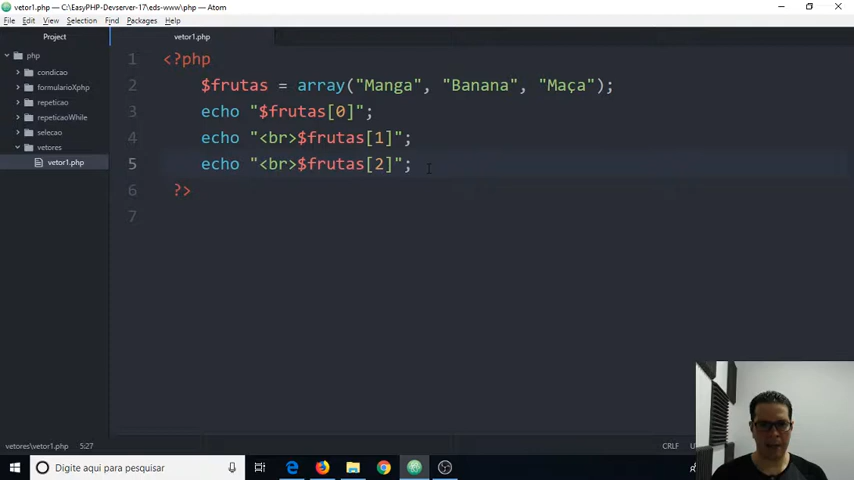 vetor1.php — C:\EasyPHP-Devserver-17\eds-www\php — Atom
File Edit View Selection Find Packages Help
Project
vetor1.php
php
condicao
formularioXphp
repeticao
repeticaoWhile
selecao
vetores
vetor1.php
1 <?php
2 $frutas = array("Manga", "Banana", "Maça");
3 echo "$frutas[0]";
4 echo "<br>$frutas[1]";
5 echo "<br>$frutas[2]";
6 ?>
7
vetores\vetor1.php 5:27
CRLF
Digite aqui para pesquisar